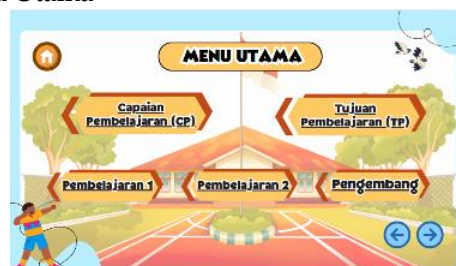 MENU UTAMA
Capaian
Pembelajaran (CP)
Tujuan
Pembelajaran (TP)
Pembelajaran 1
Pembelajaran 2
Pengembang